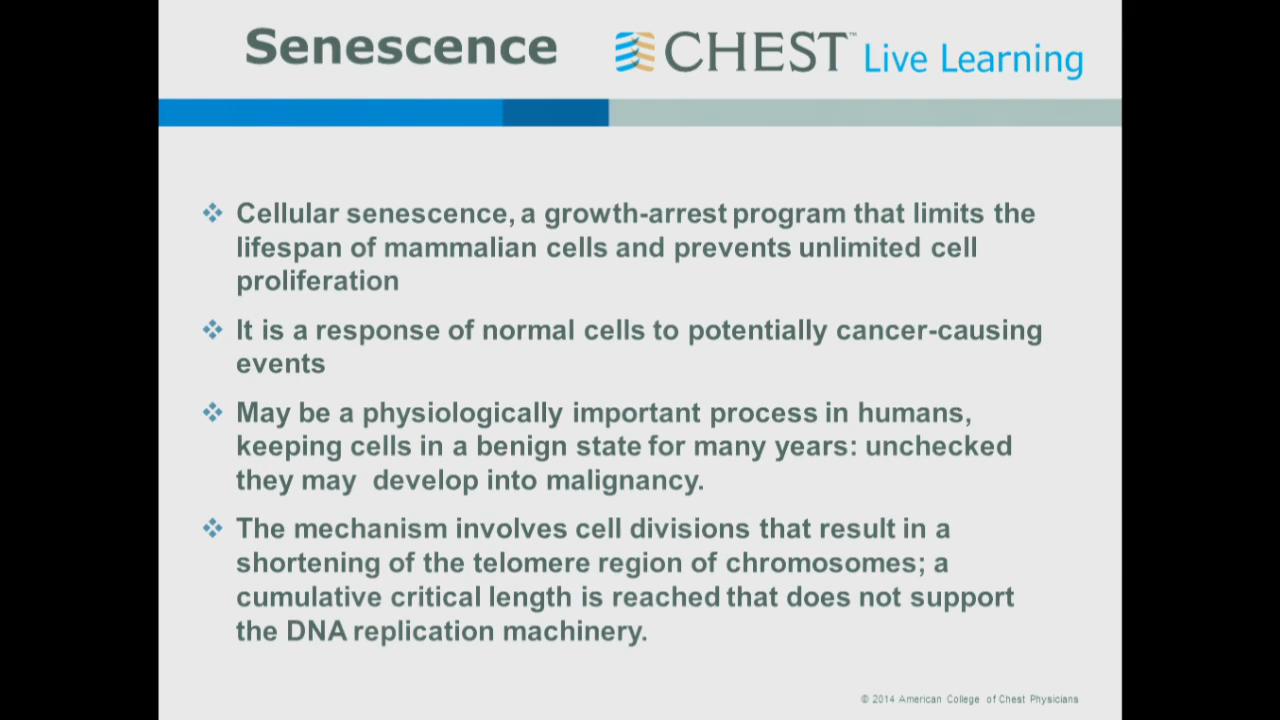 Senescence
CHEST™ Live Learning
Cellular senescence, a growth-arrest program that limits the
lifespan of mammalian cells and prevents unlimited cell
proliferation
It is a response of normal cells to potentially cancer-causing
events
May be a physiologically important process in humans,
keeping cells in a benign state for many years: unchecked
they may develop into malignancy.
The mechanism involves cell divisions that result in a
shortening of the telomere region of chromosomes; a
cumulative critical length is reached that does not support
the DNA replication machinery.
© 2014 American College of Chest Physicians